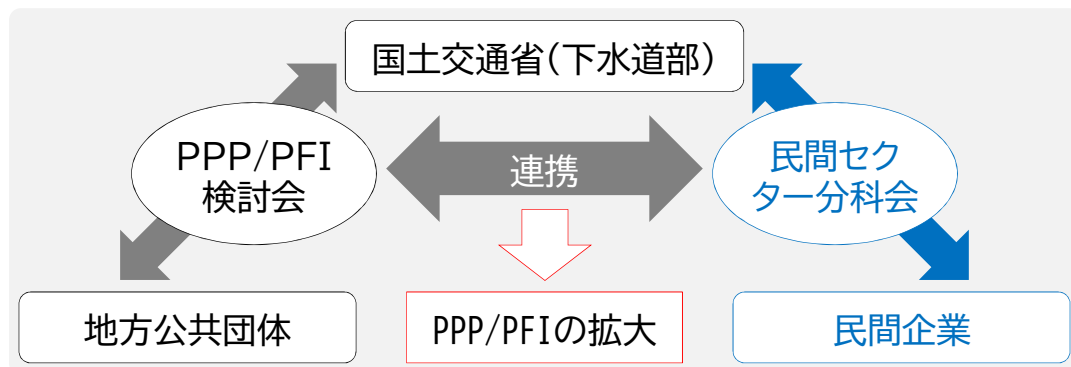 国土交通省(下水道部)
PPP/PFI
検討会
連携
民間セク
ター分科会
地方公共団体
PPP/PFIの拡大
民間企業